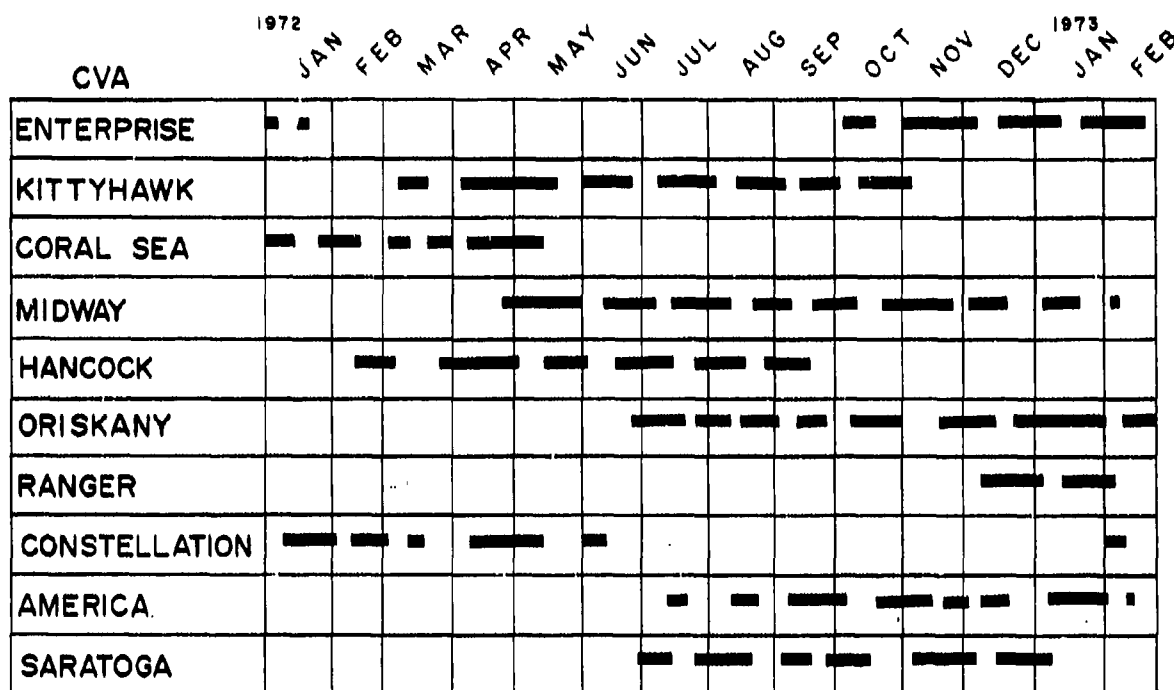 1972 1973
JAN FEB MAR APR MAY JUN JUL AUG SEP OCT NOV DEC JAN FEB
CVA
ENTERPRISE
KITTYHAWK
CORAL SEA
MIDWAY
HANCOCK
ORISKANY
RANGER
CONSTELLATION
AMERICA
SARATOGA